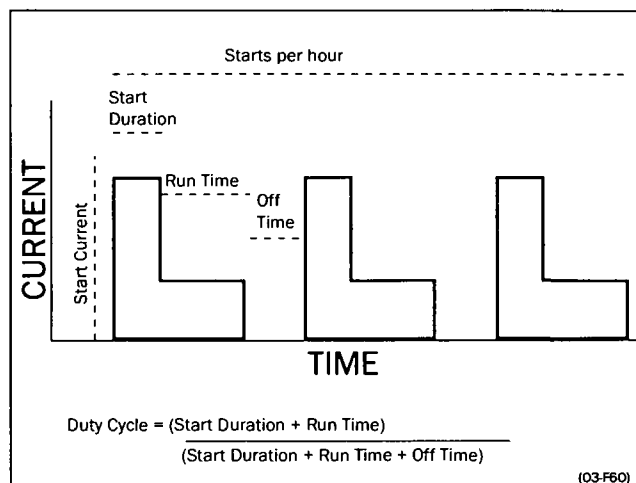 Starts per hour
Start
Duration
Run Time
Off
Time
Start Current
CURRENT
TIME
Duty Cycle = (Start Duration + Run Time)
(Start Duration + Run Time + Off Time)
(03-F60)